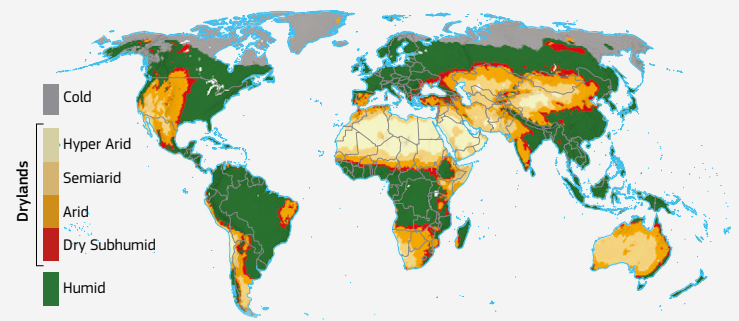 Cold
Drylands
Hyper Arid
Semiarid
Arid
Dry Subhumid
Humid